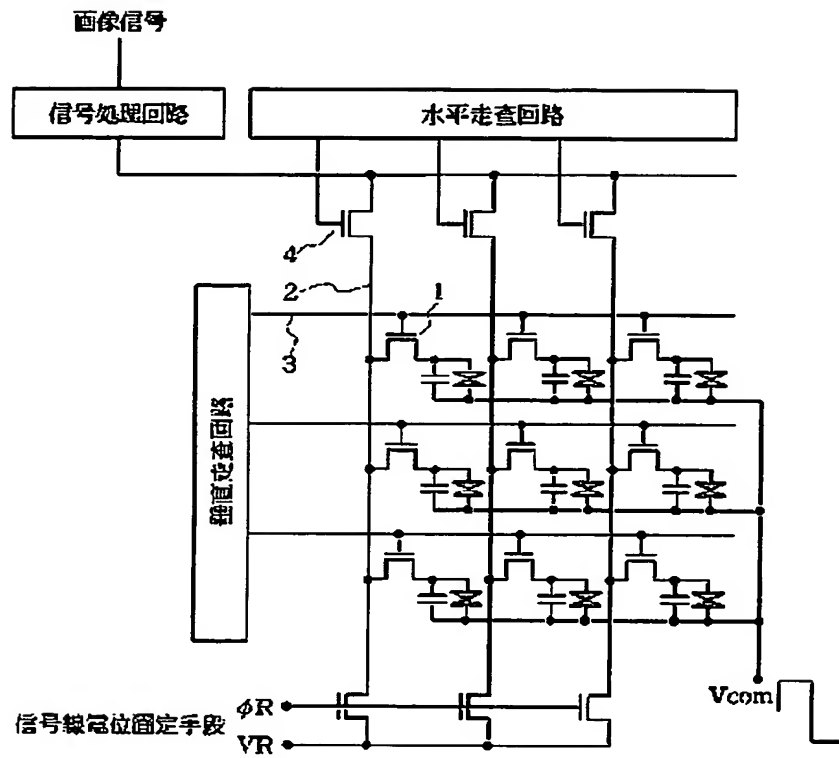 画像信号
信号処理回路
水平走査回路
4
2
1
3
垂直走査回路
φR
信号線電位固定手段
VR
Vcom